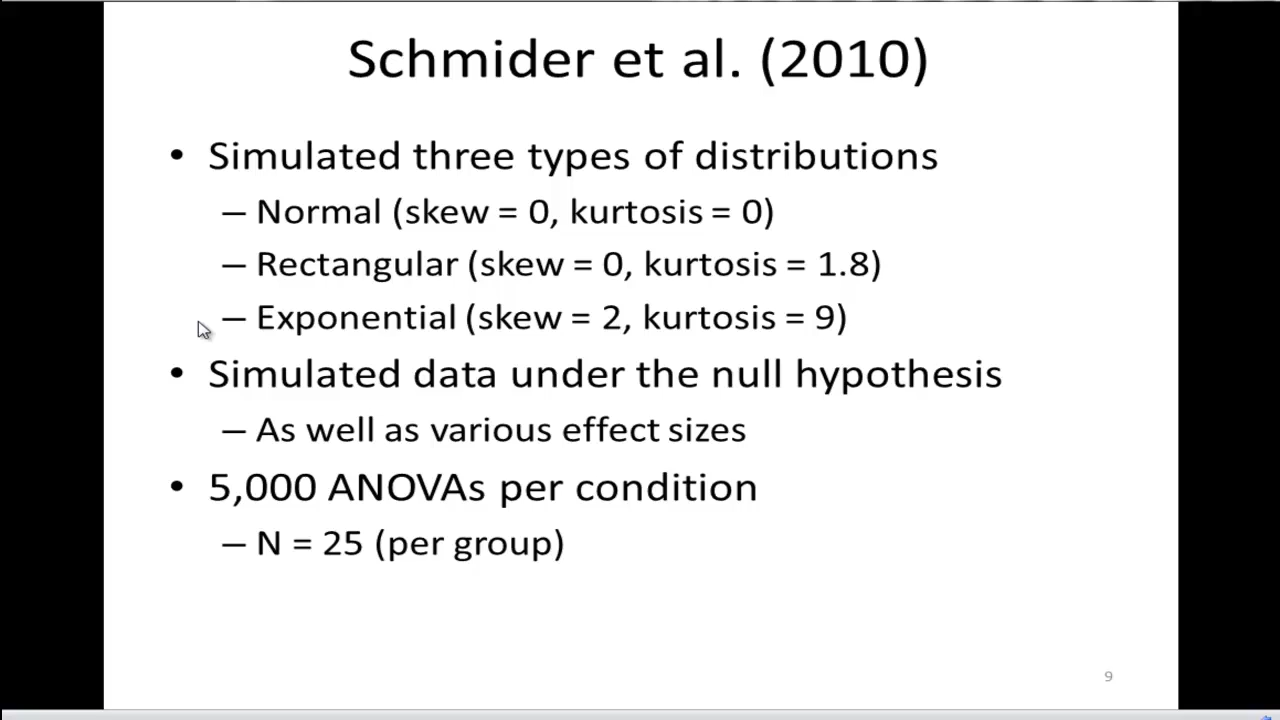 Schmider et al. (2010)
• Simulated three types of distributions
– Normal (skew = 0, kurtosis = 0)
– Rectangular (skew = 0, kurtosis = 1.8)
– Exponential (skew = 2, kurtosis = 9)
• Simulated data under the null hypothesis
– As well as various effect sizes
• 5,000 ANOVAs per condition
– N = 25 (per group)
9